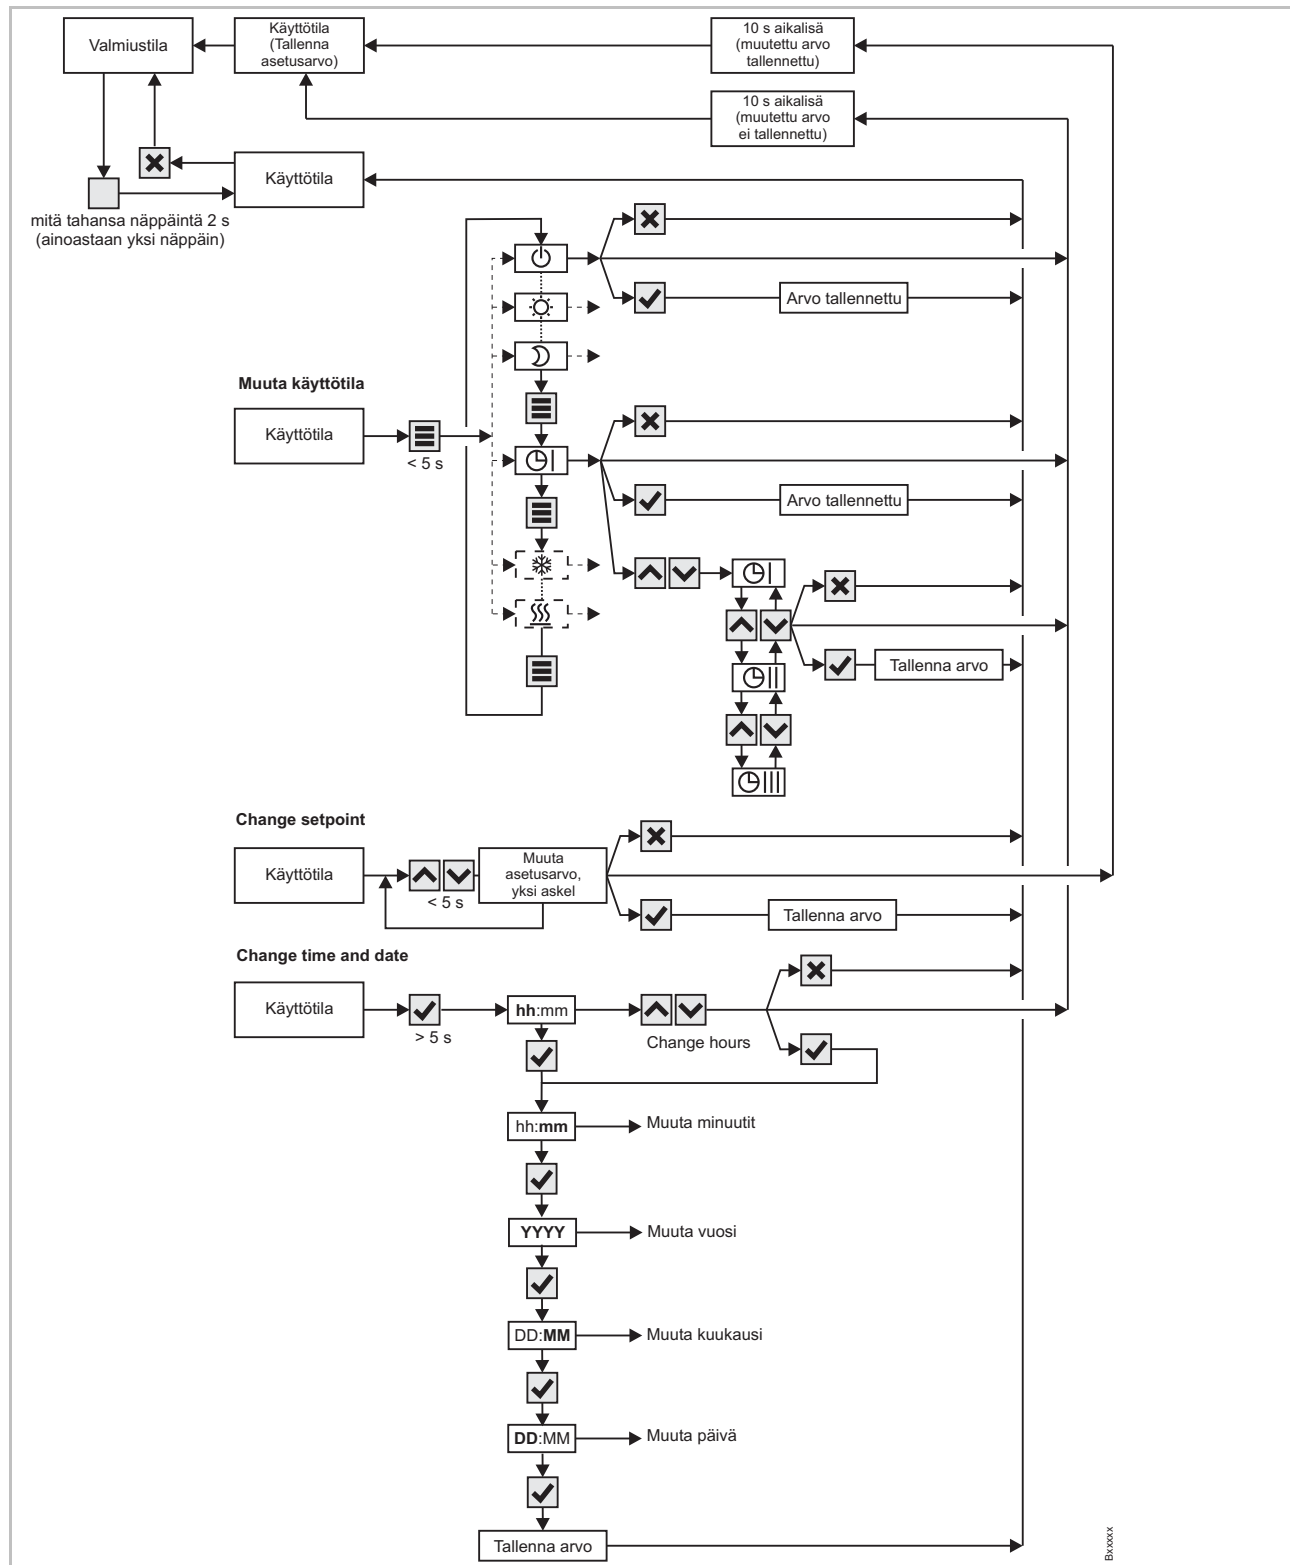 Valmiustila
Käyttötila
(Tallenna
asetusarvo)
10 s aikalisä
(muutettu arvo
tallennettu)
10 s aikalisä
(muutettu arvo
ei tallennettu)
Käyttötila
mitä tahansa näppäintä 2 s
(ainoastaan yksi näppäin)
Arvo tallennettu
Muuta käyttötila
Käyttötila
< 5 s
Arvo tallennettu
Tallenna arvo
Change setpoint
Käyttötila
< 5 s
Muuta
asetusarvo,
yksi askel
Tallenna arvo
Change time and date
Käyttötila
> 5 s
hh:mm
Change hours
hh:mm
Muuta minuutit
YYYY
Muuta vuosi
DD:MM
Muuta kuukausi
DD:MM
Muuta päivä
Tallenna arvo
Bxxxxx